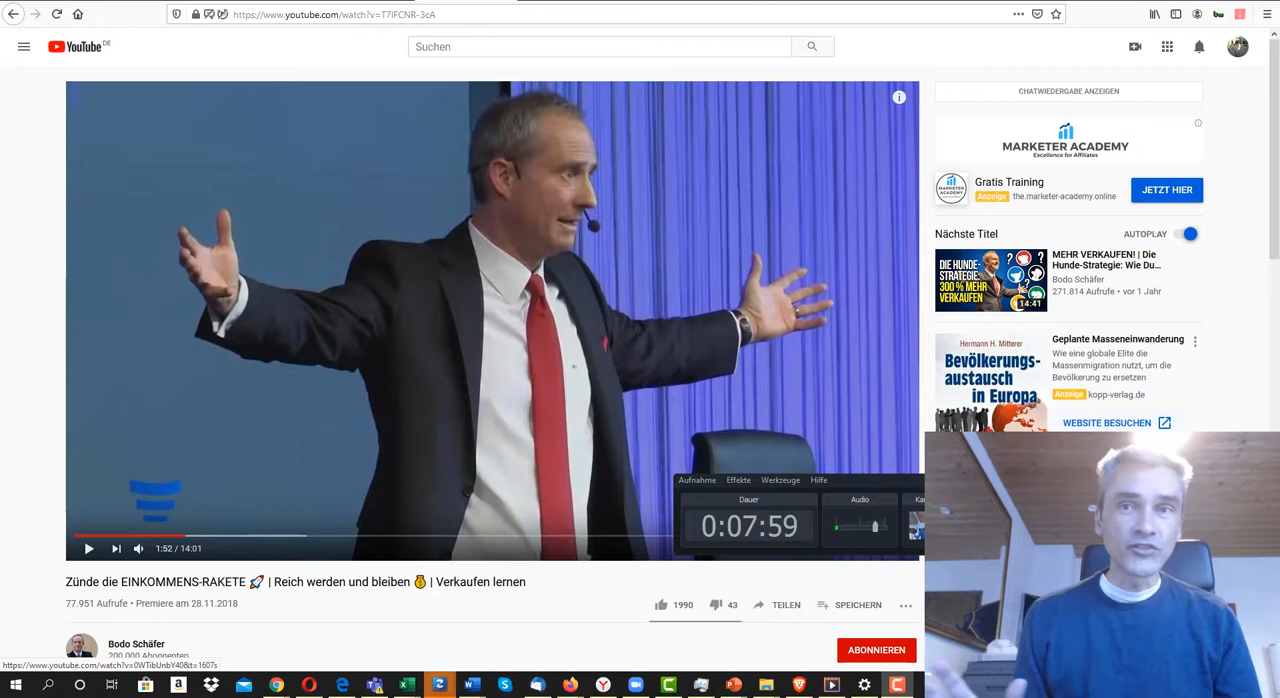 https://www.youtube.com/watch?v=T7IFCNR-3cA
YouTube DE
Suchen
CHATWIEDERGABE ANZEIGEN
MARKETER ACADEMY
Excellence for Affiliates
Gratis Training
Anzeige the.marketer-academy.online
JETZT HIER
Nächste Titel
AUTOPLAY
DIE HUNDE-
STRATEGIE:
300 % MEHR
VERKAUFEN
14:41
MEHR VERKAUFEN! | Die
Hunde-Strategie: Wie Du...
Bodo Schäfer
271.814 Aufrufe • vor 1 Jahr
Hermann H. Mitterer
Bevölkerungs-
austausch
in Europa
Geplante Masseneinwanderung
Wie eine globale Elite die
Massenmigration nutzt, um die
Bevölkerung zu ersetzen
Anzeige kopp-verlag.de
WEBSITE BESUCHEN
Aufnahme Effekte Werkzeuge Hilfe
Dauer
Audio
0:07:59
1:52 / 14:01
Zünde die EINKOMMENS-RAKETE 🚀 | Reich werden und bleiben 💰 | Verkaufen lernen
77.951 Aufrufe • Premiere am 28.11.2018
1990
43
TEILEN
SPEICHERN
Bodo Schäfer
200.000 Abonnenten
ABONNIEREN
https://www.youtube.com/watch?v=0WTibUnbY40&t=1607s